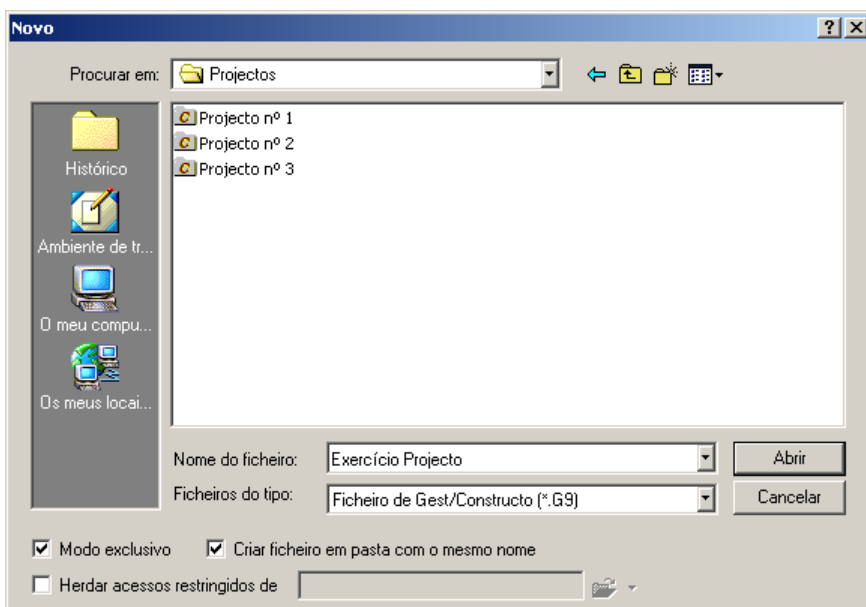 Novo
Procurar em: Projectos
Projecto nº 1
Projecto nº 2
Projecto nº 3
Histórico
Ambiente de tr...
O meu compu...
Os meus locai...
Nome do ficheiro: Exercício Projecto Abrir
Ficheiros do tipo: Ficheiro de Gest/Constructo (*.G9) Cancelar
Modo exclusivo Criar ficheiro em pasta com o mesmo nome
Herdar acessos restringidos de